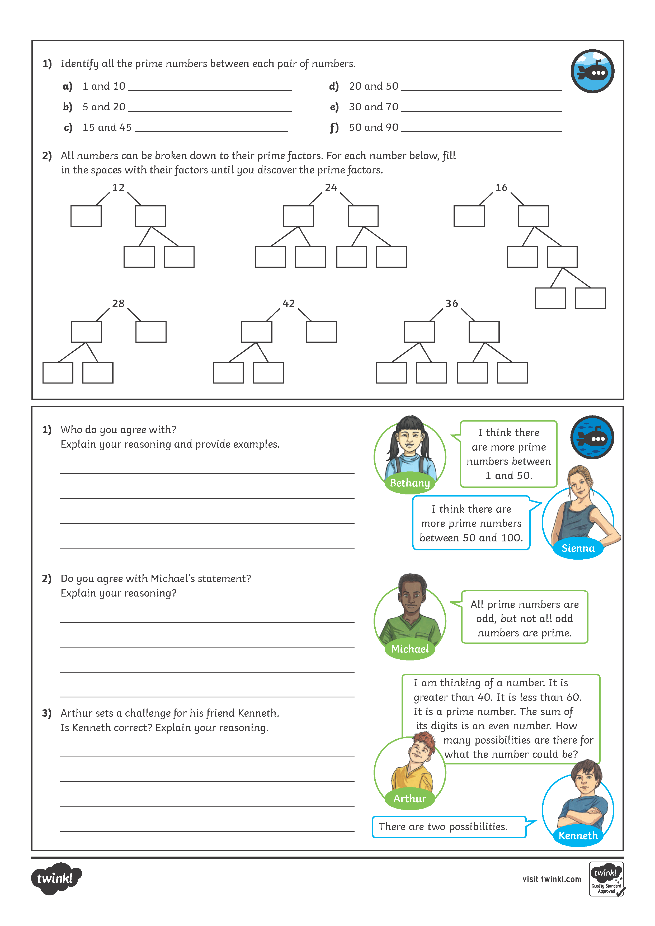 1) Identify all the prime numbers between each pair of numbers.
a) 1 and 10
d) 20 and 50
b) 5 and 20
e) 30 and 70
c) 15 and 45
f) 50 and 90
2) All numbers can be broken down to their prime factors. For each number below, fill
in the spaces with their factors until you discover the prime factors.
12
24
16
28
42
36
1) Who do you agree with?
Explain your reasoning and provide examples.
I think there
are more prime
numbers between
1 and 50.
Bethany
I think there are
more prime numbers
between 50 and 100.
Sienna
2) Do you agree with Michael's statement?
Explain your reasoning?
All prime numbers are
odd, but not all odd
numbers are prime.
Michael
3) Arthur sets a challenge for his friend Kenneth.
Is Kenneth correct? Explain your reasoning.
I am thinking of a number. It is
greater than 40. It is less than 60.
It is a prime number. The sum of
its digits is an even number. How
many possibilities are there for
what the number could be?
Arthur
There are two possibilities.
Kenneth
twinkl
visit twinkl.com
twinkl
Quality Standard
Approved